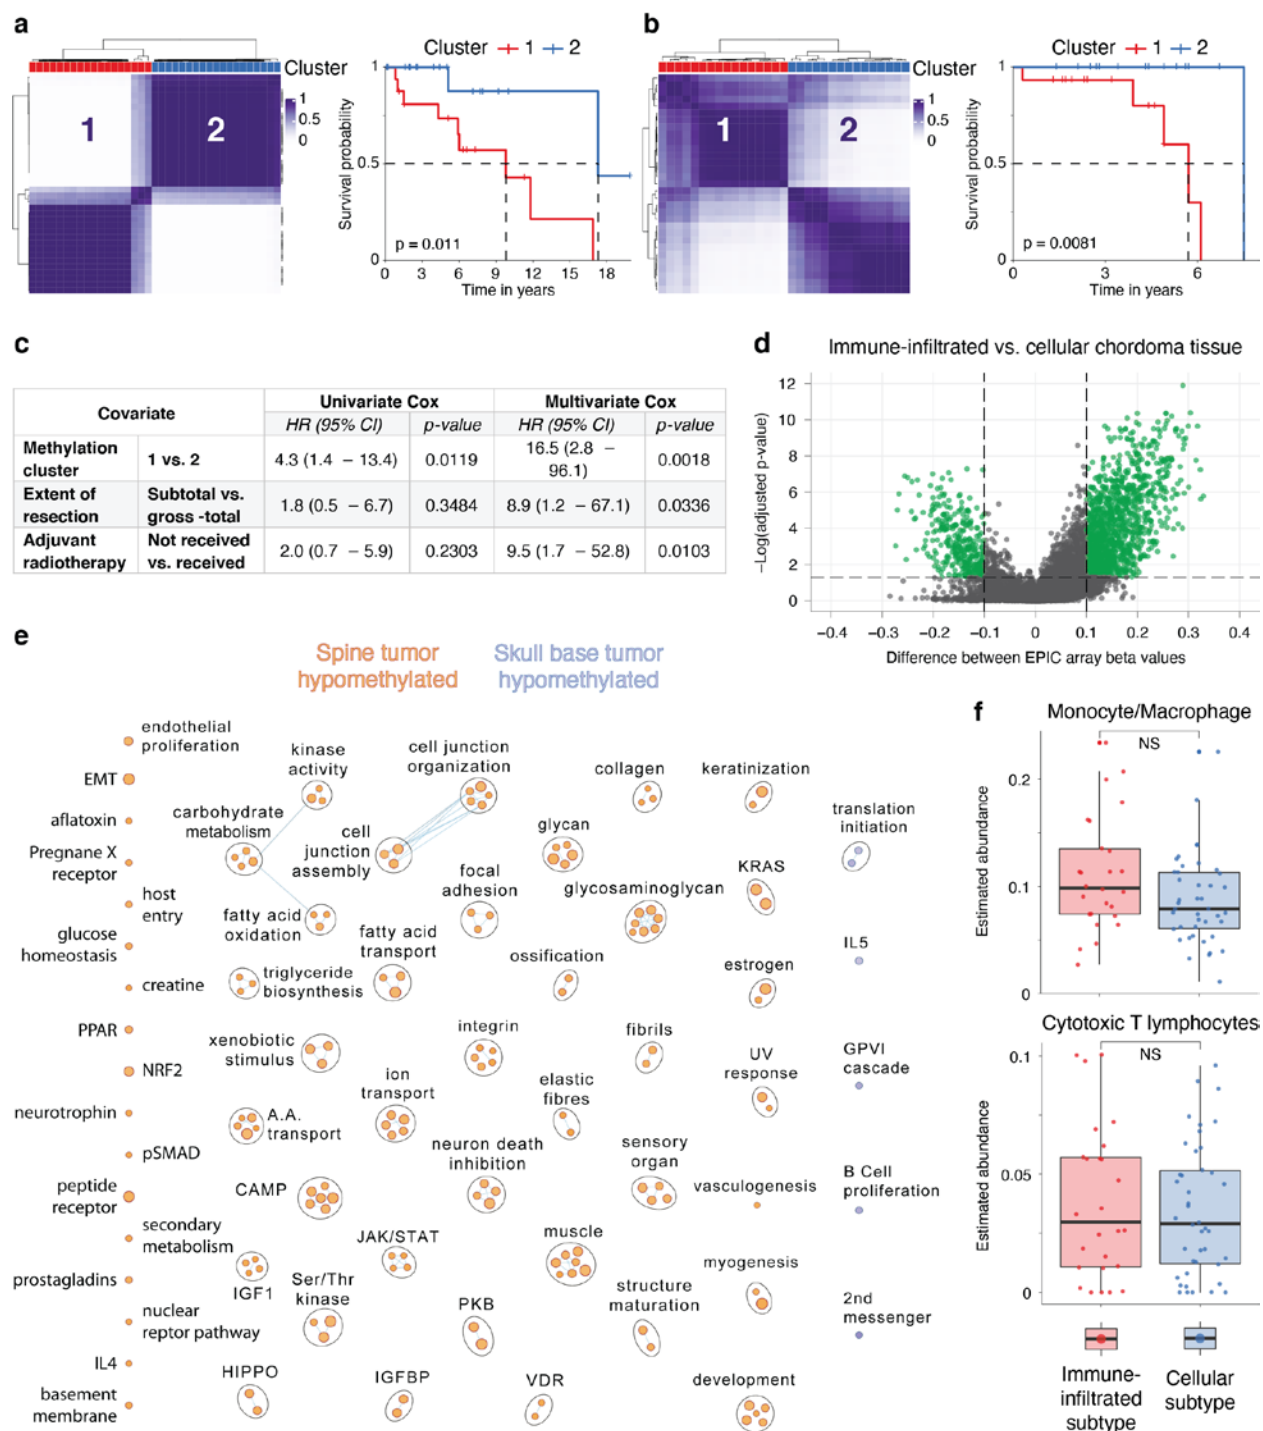 a
Cluster 1 2
Cluster
1
0.5
0
1
2
Survival probability
1
0.5
0
p = 0.011
0 3 6 9 12 15 18
Time in years
b
Cluster 1 2
Cluster
1
0.5
0
1
2
Survival probability
1
0.5
0
p = 0.0081
0 3 6
Time in years
c
Covariate Univariate Cox Multivariate Cox
HR (95% CI) p-value HR (95% CI) p-value
Methylation cluster 1 vs. 2 4.3 (1.4 – 13.4) 0.0119 16.5 (2.8 – 96.1) 0.0018
Extent of resection Subtotal vs. gross -total 1.8 (0.5 – 6.7) 0.3484 8.9 (1.2 – 67.1) 0.0336
Adjuvant radiotherapy Not received vs. received 2.0 (0.7 – 5.9) 0.2303 9.5 (1.7 – 52.8) 0.0103
d
Immune-infiltrated vs. cellular chordoma tissue
−Log(adjusted p-value)
12
10
8
6
4
2
0
−0.4 −0.3 −0.2 −0.1 0 0.1 0.2 0.3 0.4
Difference between EPIC array beta values
e
Spine tumor
hypomethylated
Skull base tumor
hypomethylated
endothelial
proliferation
EMT
aflatoxin
Pregnane X
receptor
host
entry
glucose
homeostasis
creatine
PPAR
NRF2
neurotrophin
pSMAD
peptide
receptor
secondary
metabolism
prostagladins
nuclear
reptor pathway
IL4
basement
membrane
kinase
activity
carbohydrate
metabolism
cell junction
organization
cell
junction
assembly
collagen
keratinization
translation
initiation
glycan
focal
adhesion
glycosaminoglycan
KRAS
fatty acid
oxidation
fatty acid
transport
triglyceride
biosynthesis
ossification
estrogen
IL5
xenobiotic
stimulus
integrin
fibrils
UV
response
GPVI
cascade
ion
transport
elastic
fibres
A.A.
transport
neuron death
inhibition
sensory
organ
CAMP
vasculogenesis
B Cell
proliferation
JAK/STAT
muscle
IGF1
Ser/Thr
kinase
PKB
structure
maturation
myogenesis
2nd
messenger
HIPPO
IGFBP
VDR
development
f
Monocyte/Macrophage
NS
Estimated abundance
0.2
0.1
0
Cytotoxic T lymphocytes
NS
Estimated abundance
0.1
0.05
0
Immune-
infiltrated
subtype
Cellular
subtype